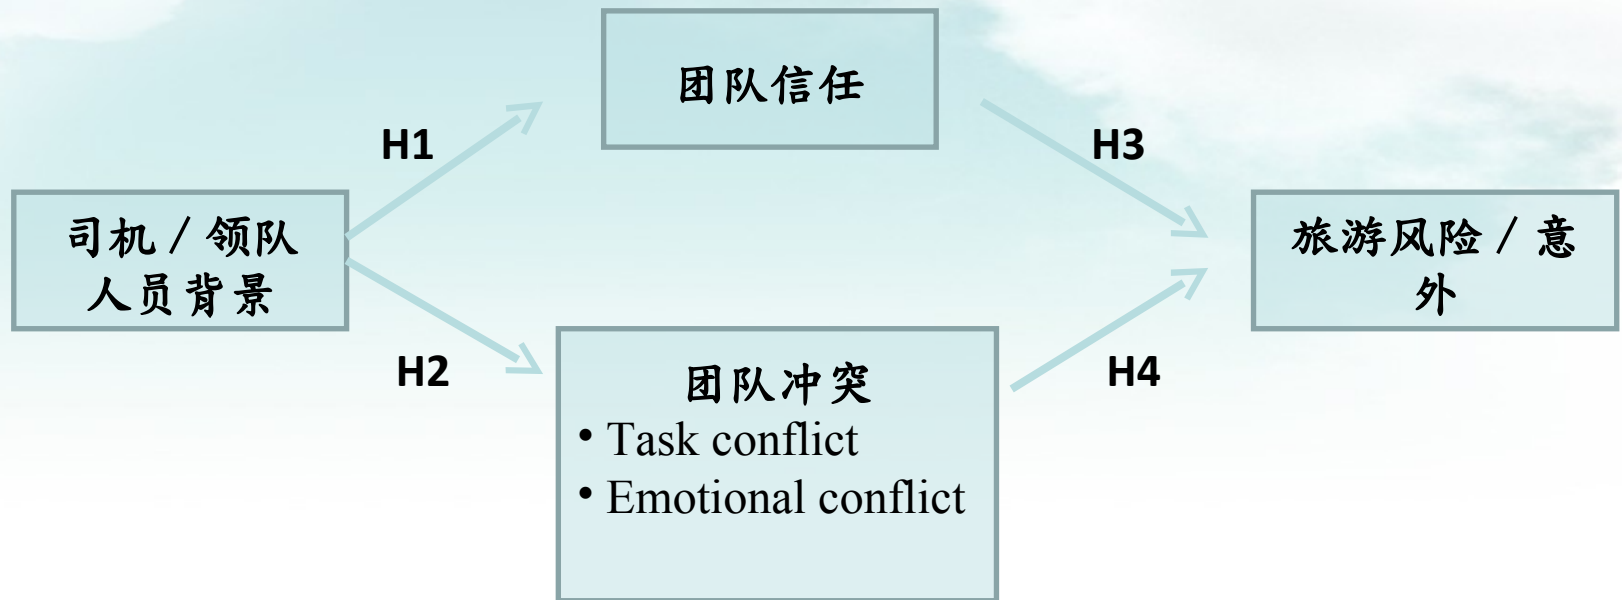 团队信任
H1
H3
司机／领队
人员背景
旅游风险／意
外
H2
H4
团队冲突
• Task conflict
• Emotional conflict